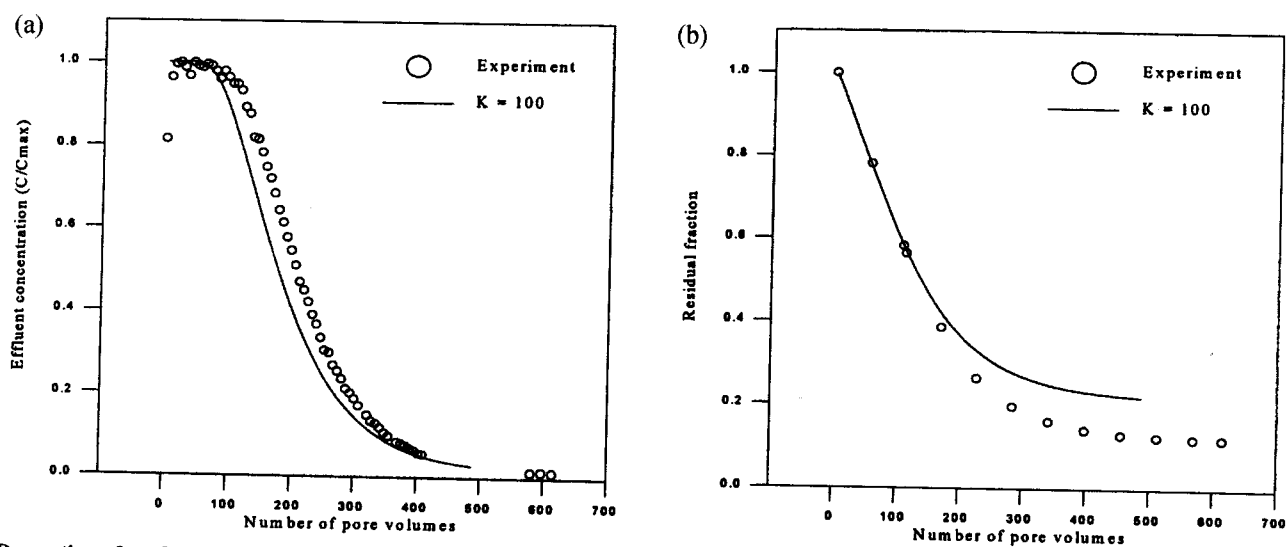 (a)
Effluent concentration (C/Cmax)
1.0
0.8
0.6
0.4
0.2
0.0
Experiment
K = 100
0 100 200 300 400 500 600 700
Number of pore volumes
(b)
Residual fraction
1.0
0.8
0.6
0.4
0.2
0.0
Experiment
K = 100
0 100 200 300 400 500 600 700
Number of pore volumes